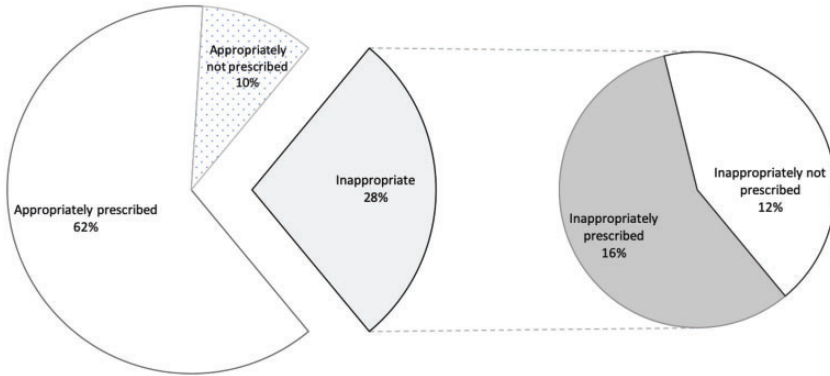 Appropriately
not prescribed
10%
Appropriately prescribed
62%
Inappropriate
28%
Inappropriately
prescribed
16%
Inappropriately not
prescribed
12%